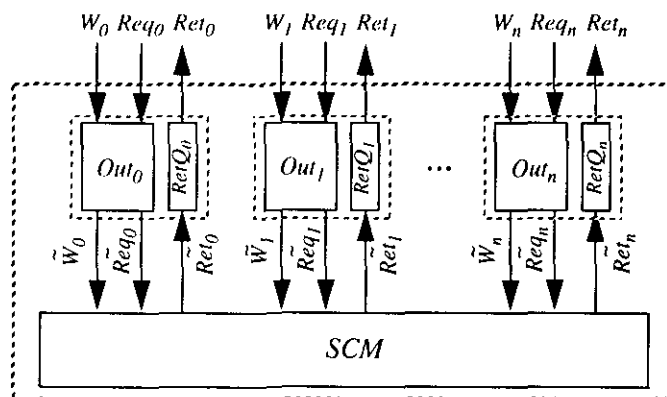 W₀ Req₀ Ret₀ W₁ Req₁ Ret₁ Wₙ Reqₙ Retₙ
Out₀ RetQ₀ Out₁ RetQ₁ ... Outₙ RetQₙ
W̃₀ R̃eq₀ R̃et₀ W̃₁ R̃eq₁ R̃et₁ W̃ₙ R̃eqₙ R̃etₙ
SCM